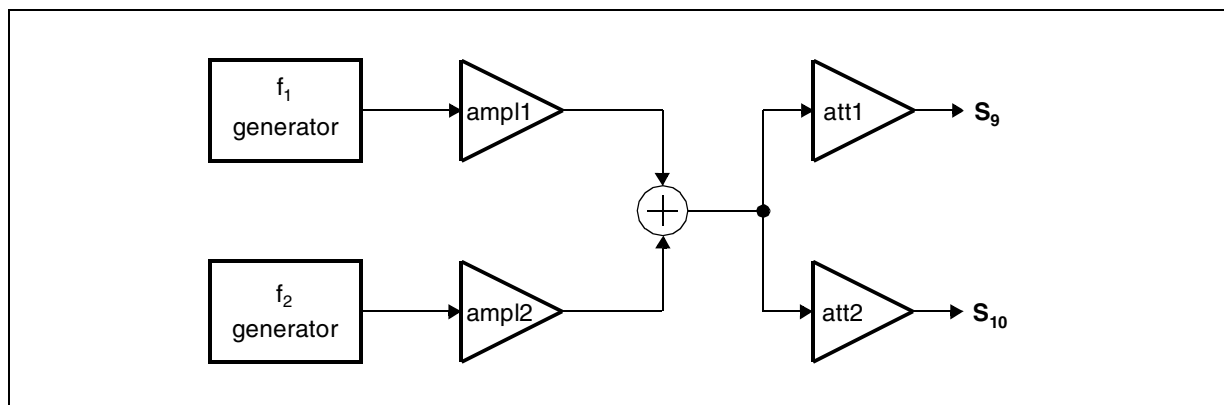 f₁
generator
ampl1
att1
S₉
f₂
generator
ampl2
att2
S₁₀